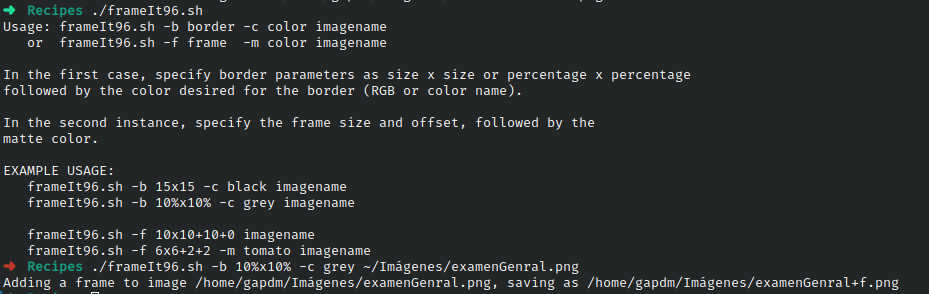 ➜ Recipes ./frameIt96.sh
Usage: frameIt96.sh -b border -c color imagename
   or  frameIt96.sh -f frame  -m color imagename

In the first case, specify border parameters as size x size or percentage x percentage
followed by the color desired for the border (RGB or color name).

In the second instance, specify the frame size and offset, followed by the
matte color.

EXAMPLE USAGE:
   frameIt96.sh -b 15x15 -c black imagename
   frameIt96.sh -b 10%x10% -c grey imagename

   frameIt96.sh -f 10x10+10+0 imagename
   frameIt96.sh -f 6x6+2+2 -m tomato imagename
➜ Recipes ./frameIt96.sh -b 10%x10% -c grey ~/Imágenes/examenGenral.png
Adding a frame to image /home/gapdm/Imágenes/examenGenral.png, saving as /home/gapdm/Imágenes/examenGenral+f.png